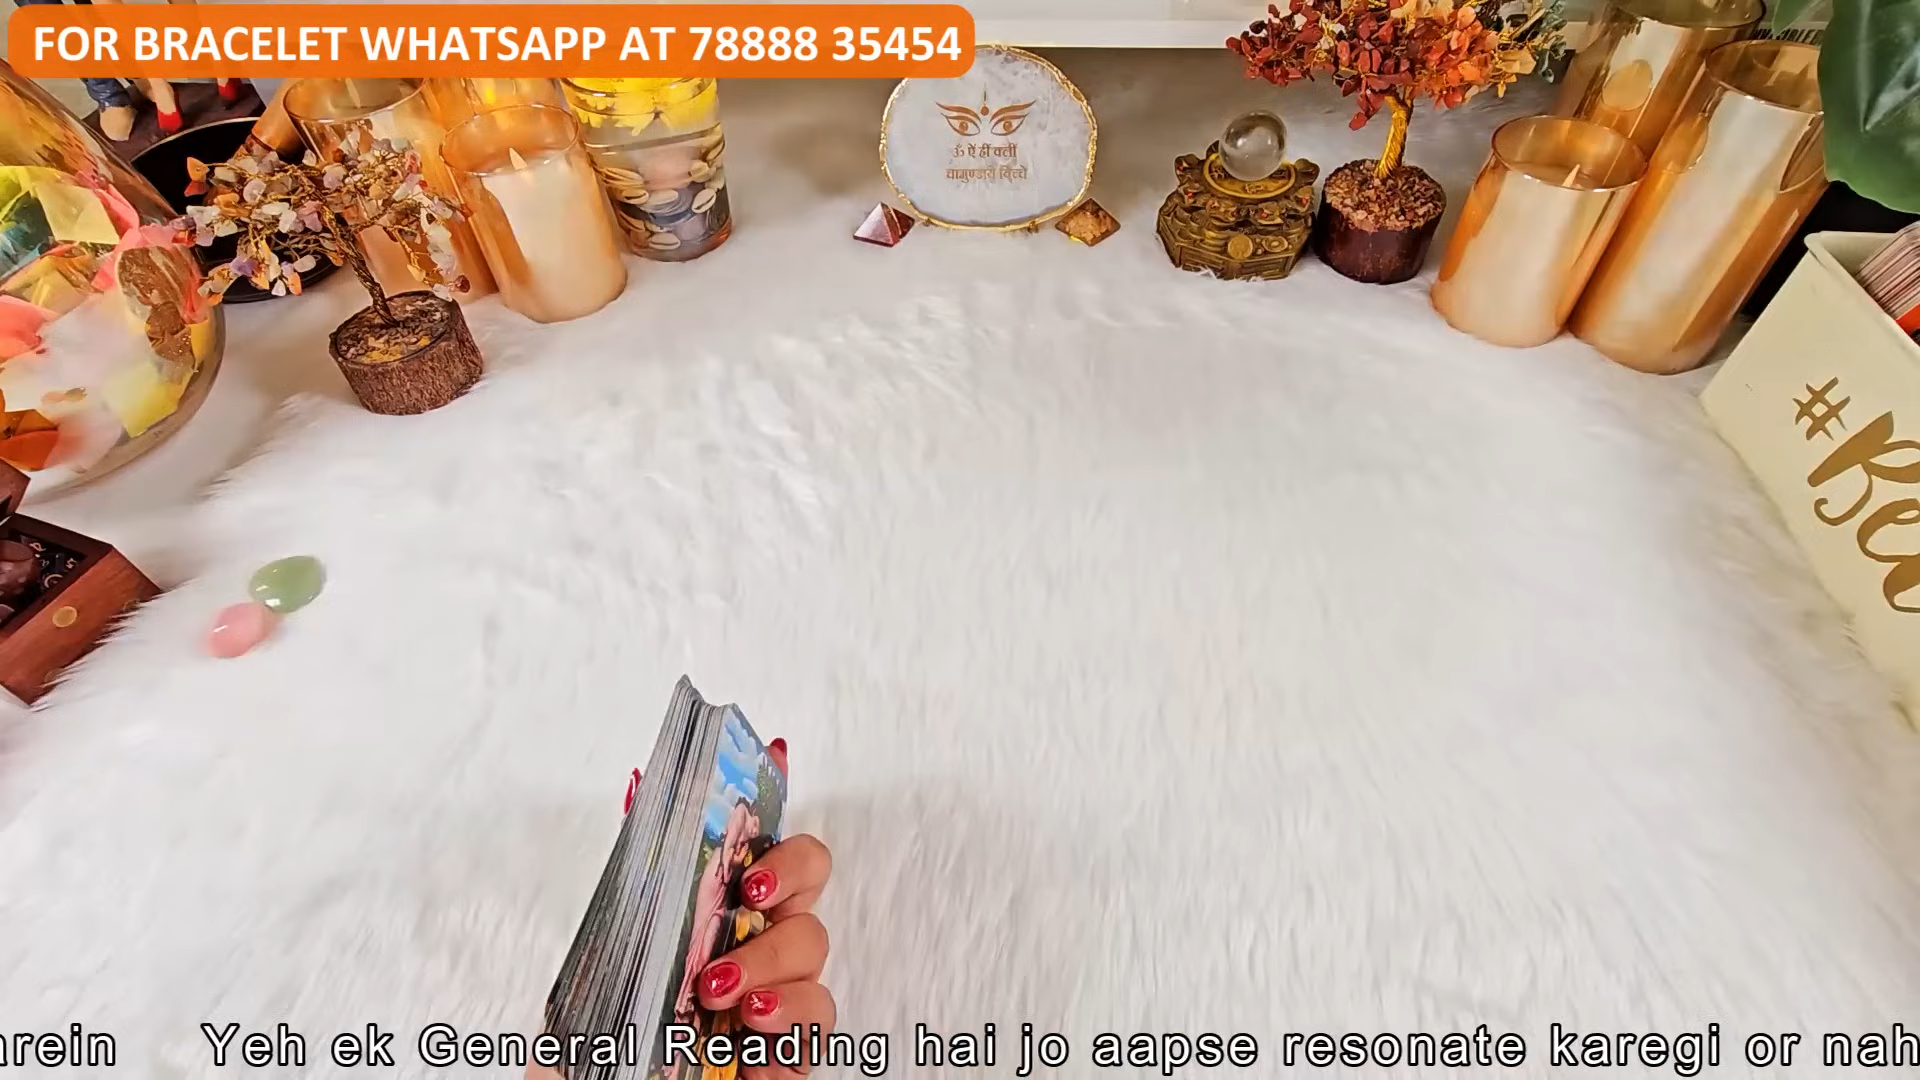 FOR BRACELET WHATSAPP AT 78888 35454
ॐ ऐं ह्रीं क्लीं
चामुण्डायै विच्चे
#Be
arein Yeh ek General Reading hai jo aapse resonate karegi or nah